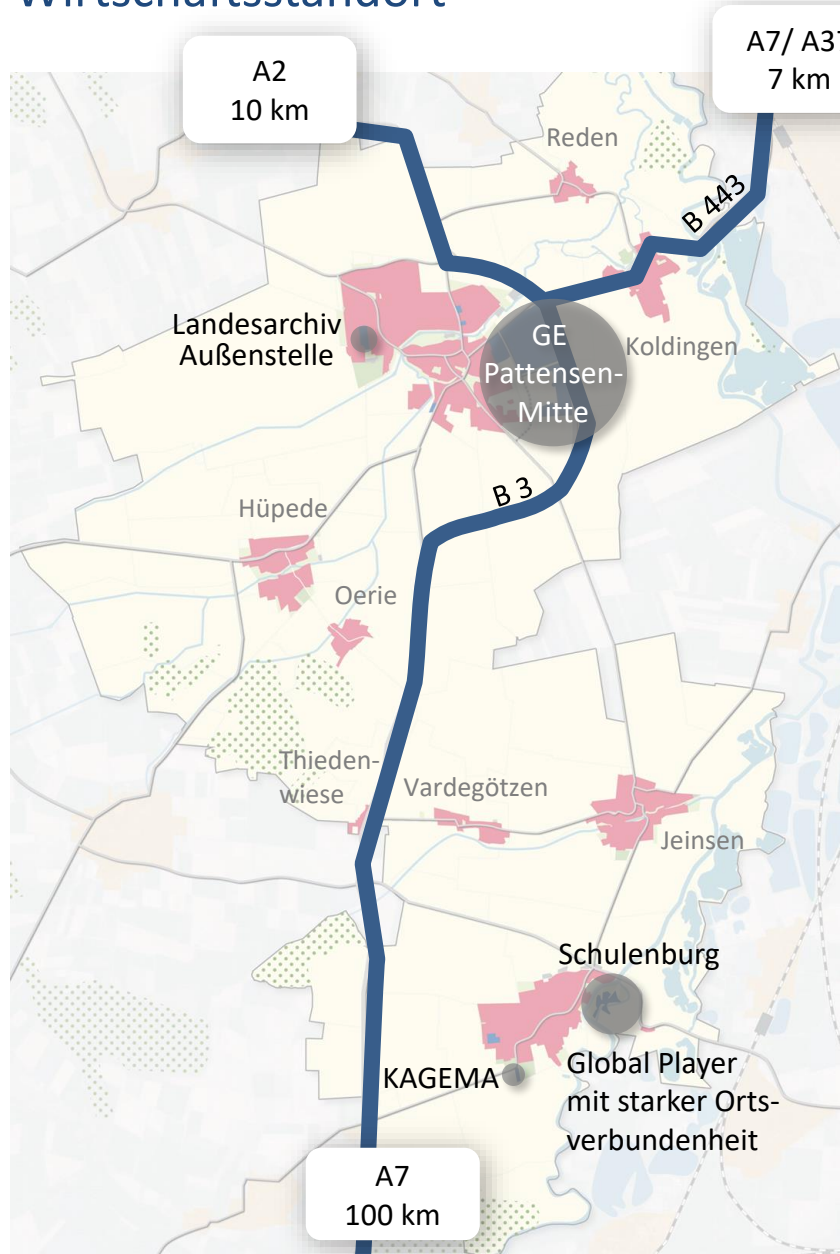 Wirtschaftsstandort
A2
10 km
A7/ A37
7 km
Reden
B 443
Landesarchiv
Außenstelle
GE
Pattensen-
Mitte
Koldingen
B 3
Hüpede
Oerie
Thieden-
wiese
Vardegötzen
Jeinsen
Schulenburg
KAGEMA
Global Player
mit starker Orts-
verbundenheit
A7
100 km